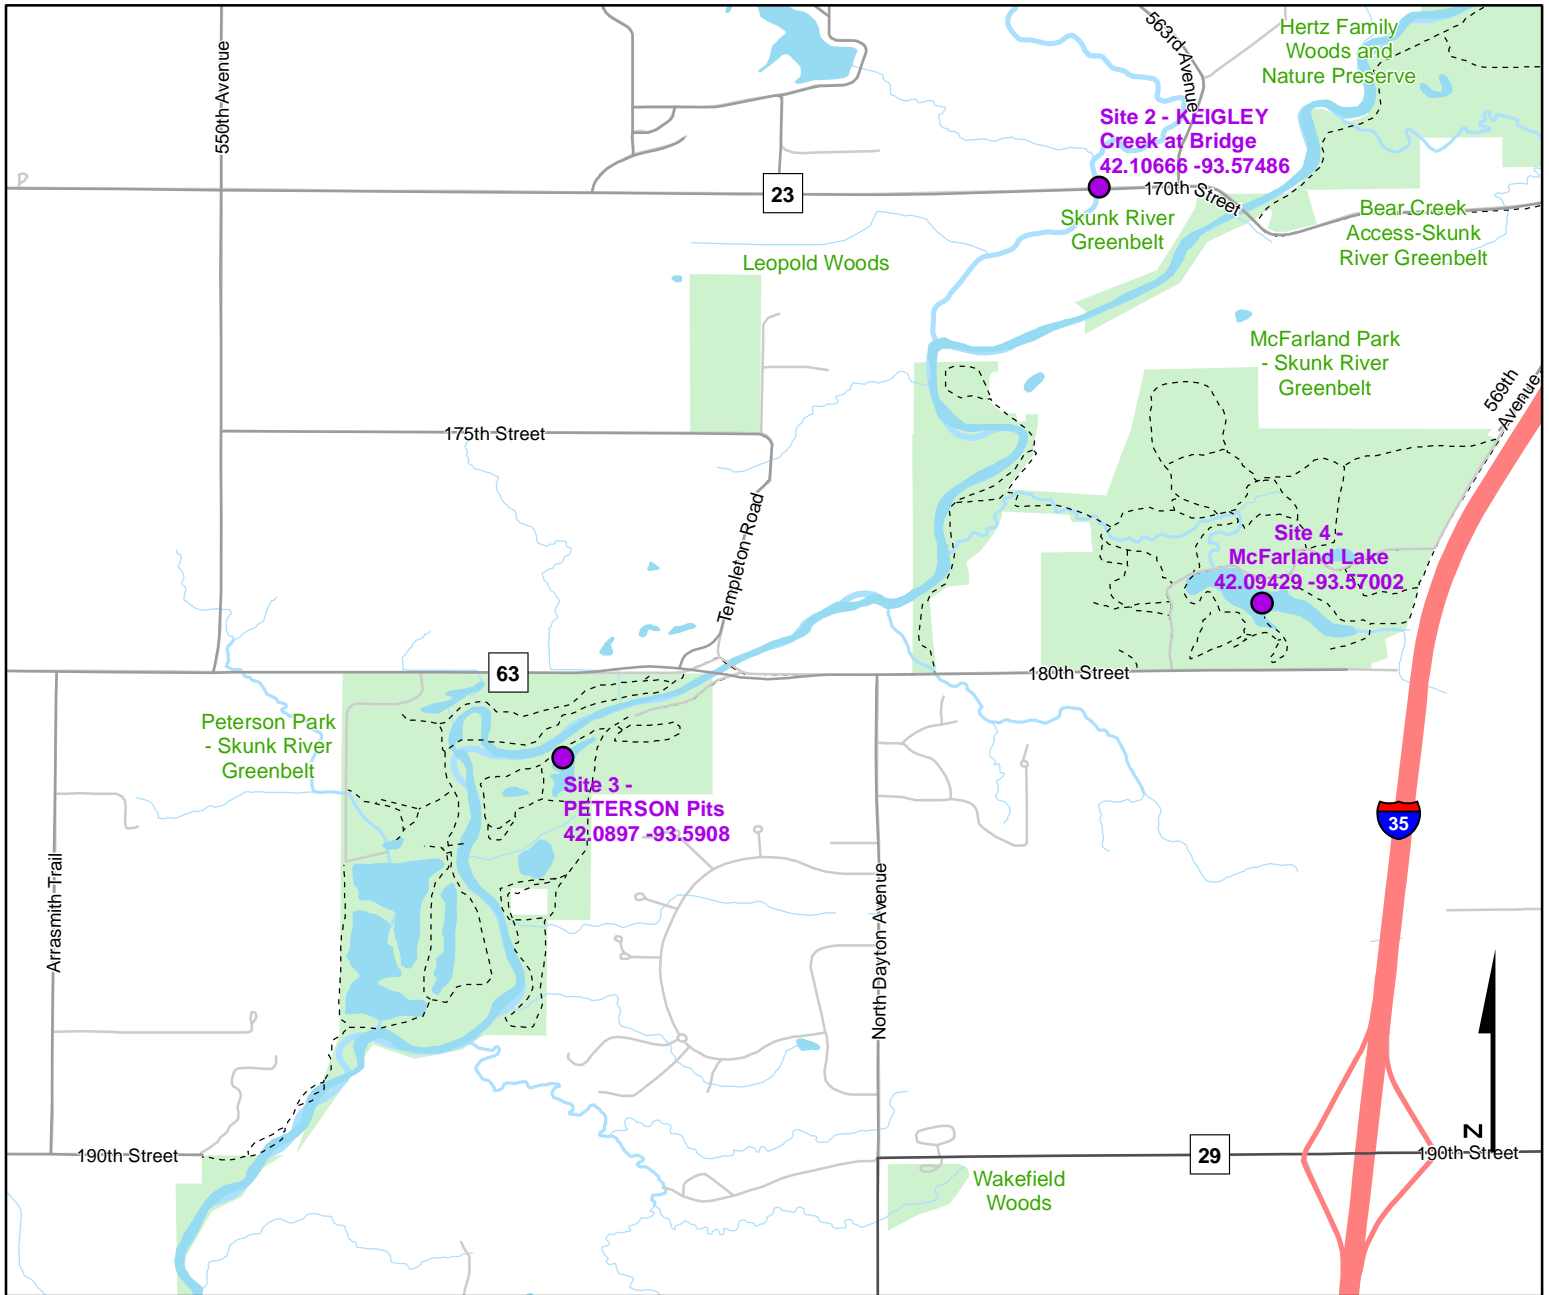 550th Avenue
563rd Avenue
Hertz Family
Woods and
Nature Preserve
Site 2 - KEIGLEY
Creek at Bridge
42.10666 -93.57486
23
170th Street
Skunk River
Greenbelt
Bear Creek
Access-Skunk
River Greenbelt
Leopold Woods
McFarland Park
- Skunk River
Greenbelt
569th
Avenue
175th Street
Templeton Road
Site 4 -
McFarland Lake
42.09429 -93.57002
63
180th Street
Peterson Park
- Skunk River
Greenbelt
Site 3 -
PETERSON Pits
42.0897 -93.5908
35
Arrasmith Trail
North Dayton Avenue
N
190th Street
29
190th Street
Wakefield
Woods